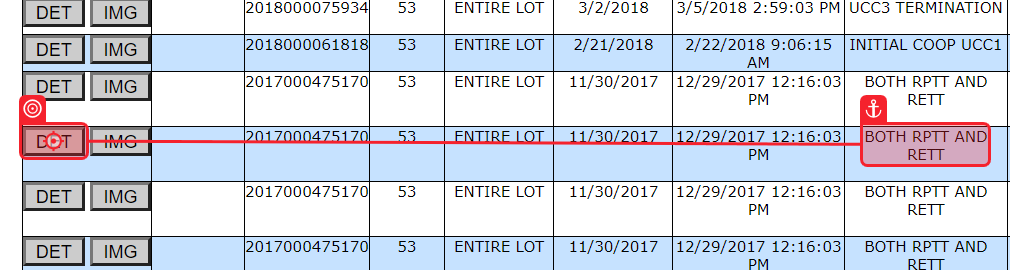 DET IMG 2018000075934 53 ENTIRE LOT 3/2/2018 3/5/2018 2:59:03 PM UCC3 TERMINATION
DET IMG 2018000061818 53 ENTIRE LOT 2/21/2018 2/22/2018 9:06:15 INITIAL COOP UCC1
AM
DET IMG 2017000475170 53 ENTIRE LOT 11/30/2017 12/29/2017 12:16:03 BOTH RPTT AND
PM RETT
DET IMG 2017000475170 53 ENTIRE LOT 11/30/2017 12/29/2017 12:16:03 BOTH RPTT AND
PM RETT
DET IMG 2017000475170 53 ENTIRE LOT 11/30/2017 12/29/2017 12:16:03 BOTH RPTT AND
PM RETT
DET IMG 2017000475170 53 ENTIRE LOT 11/30/2017 12/29/2017 12:16:03 BOTH RPTT AND
PM RETT